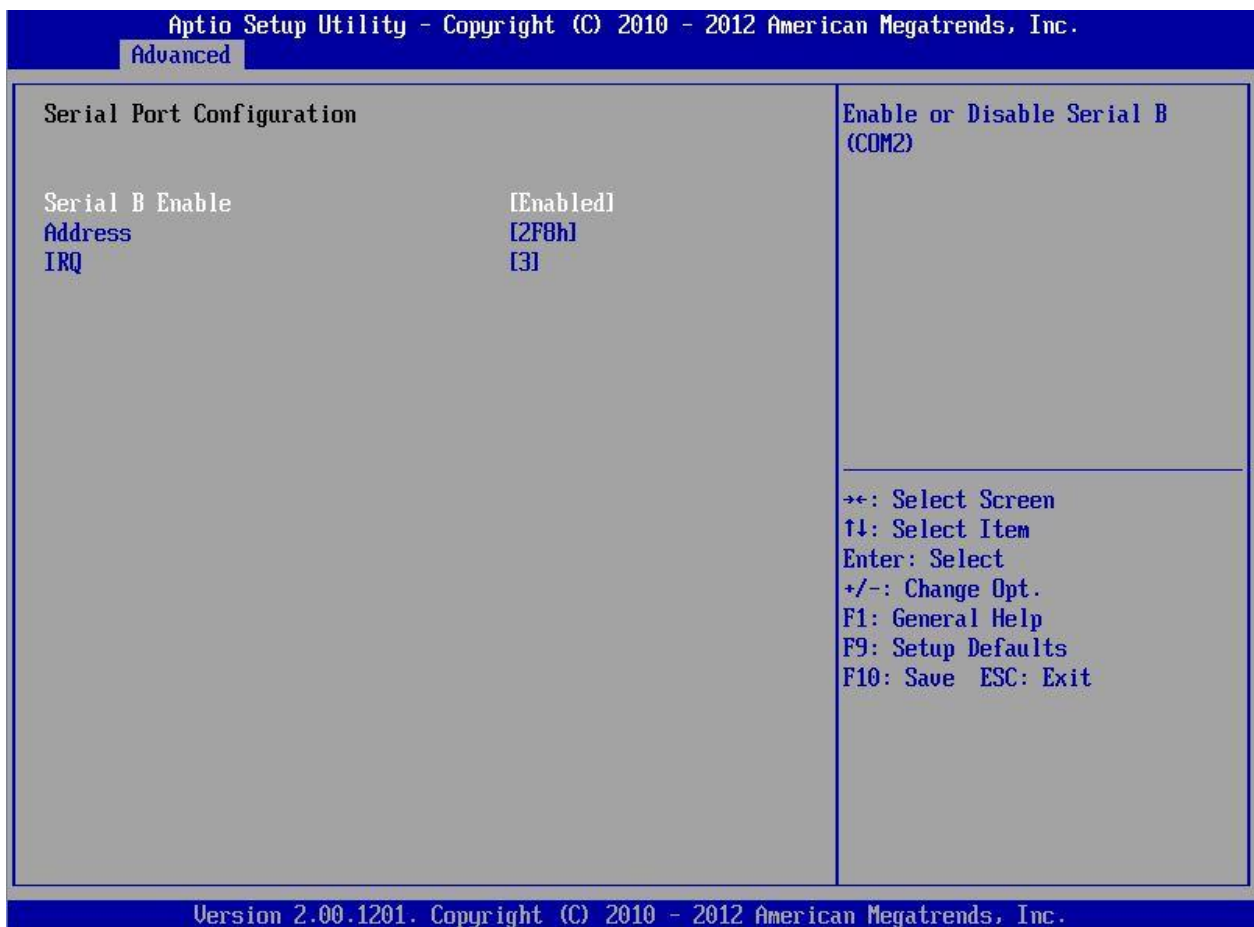 Aptio Setup Utility - Copyright (C) 2010 - 2012 American Megatrends, Inc.
Advanced
Serial Port Configuration
Serial B Enable [Enabled]
Address [2F8h]
IRQ [3]
Enable or Disable Serial B
(COM2)
→←: Select Screen
↑↓: Select Item
Enter: Select
+/-: Change Opt.
F1: General Help
F9: Setup Defaults
F10: Save ESC: Exit
Version 2.00.1201. Copyright (C) 2010 - 2012 American Megatrends, Inc.